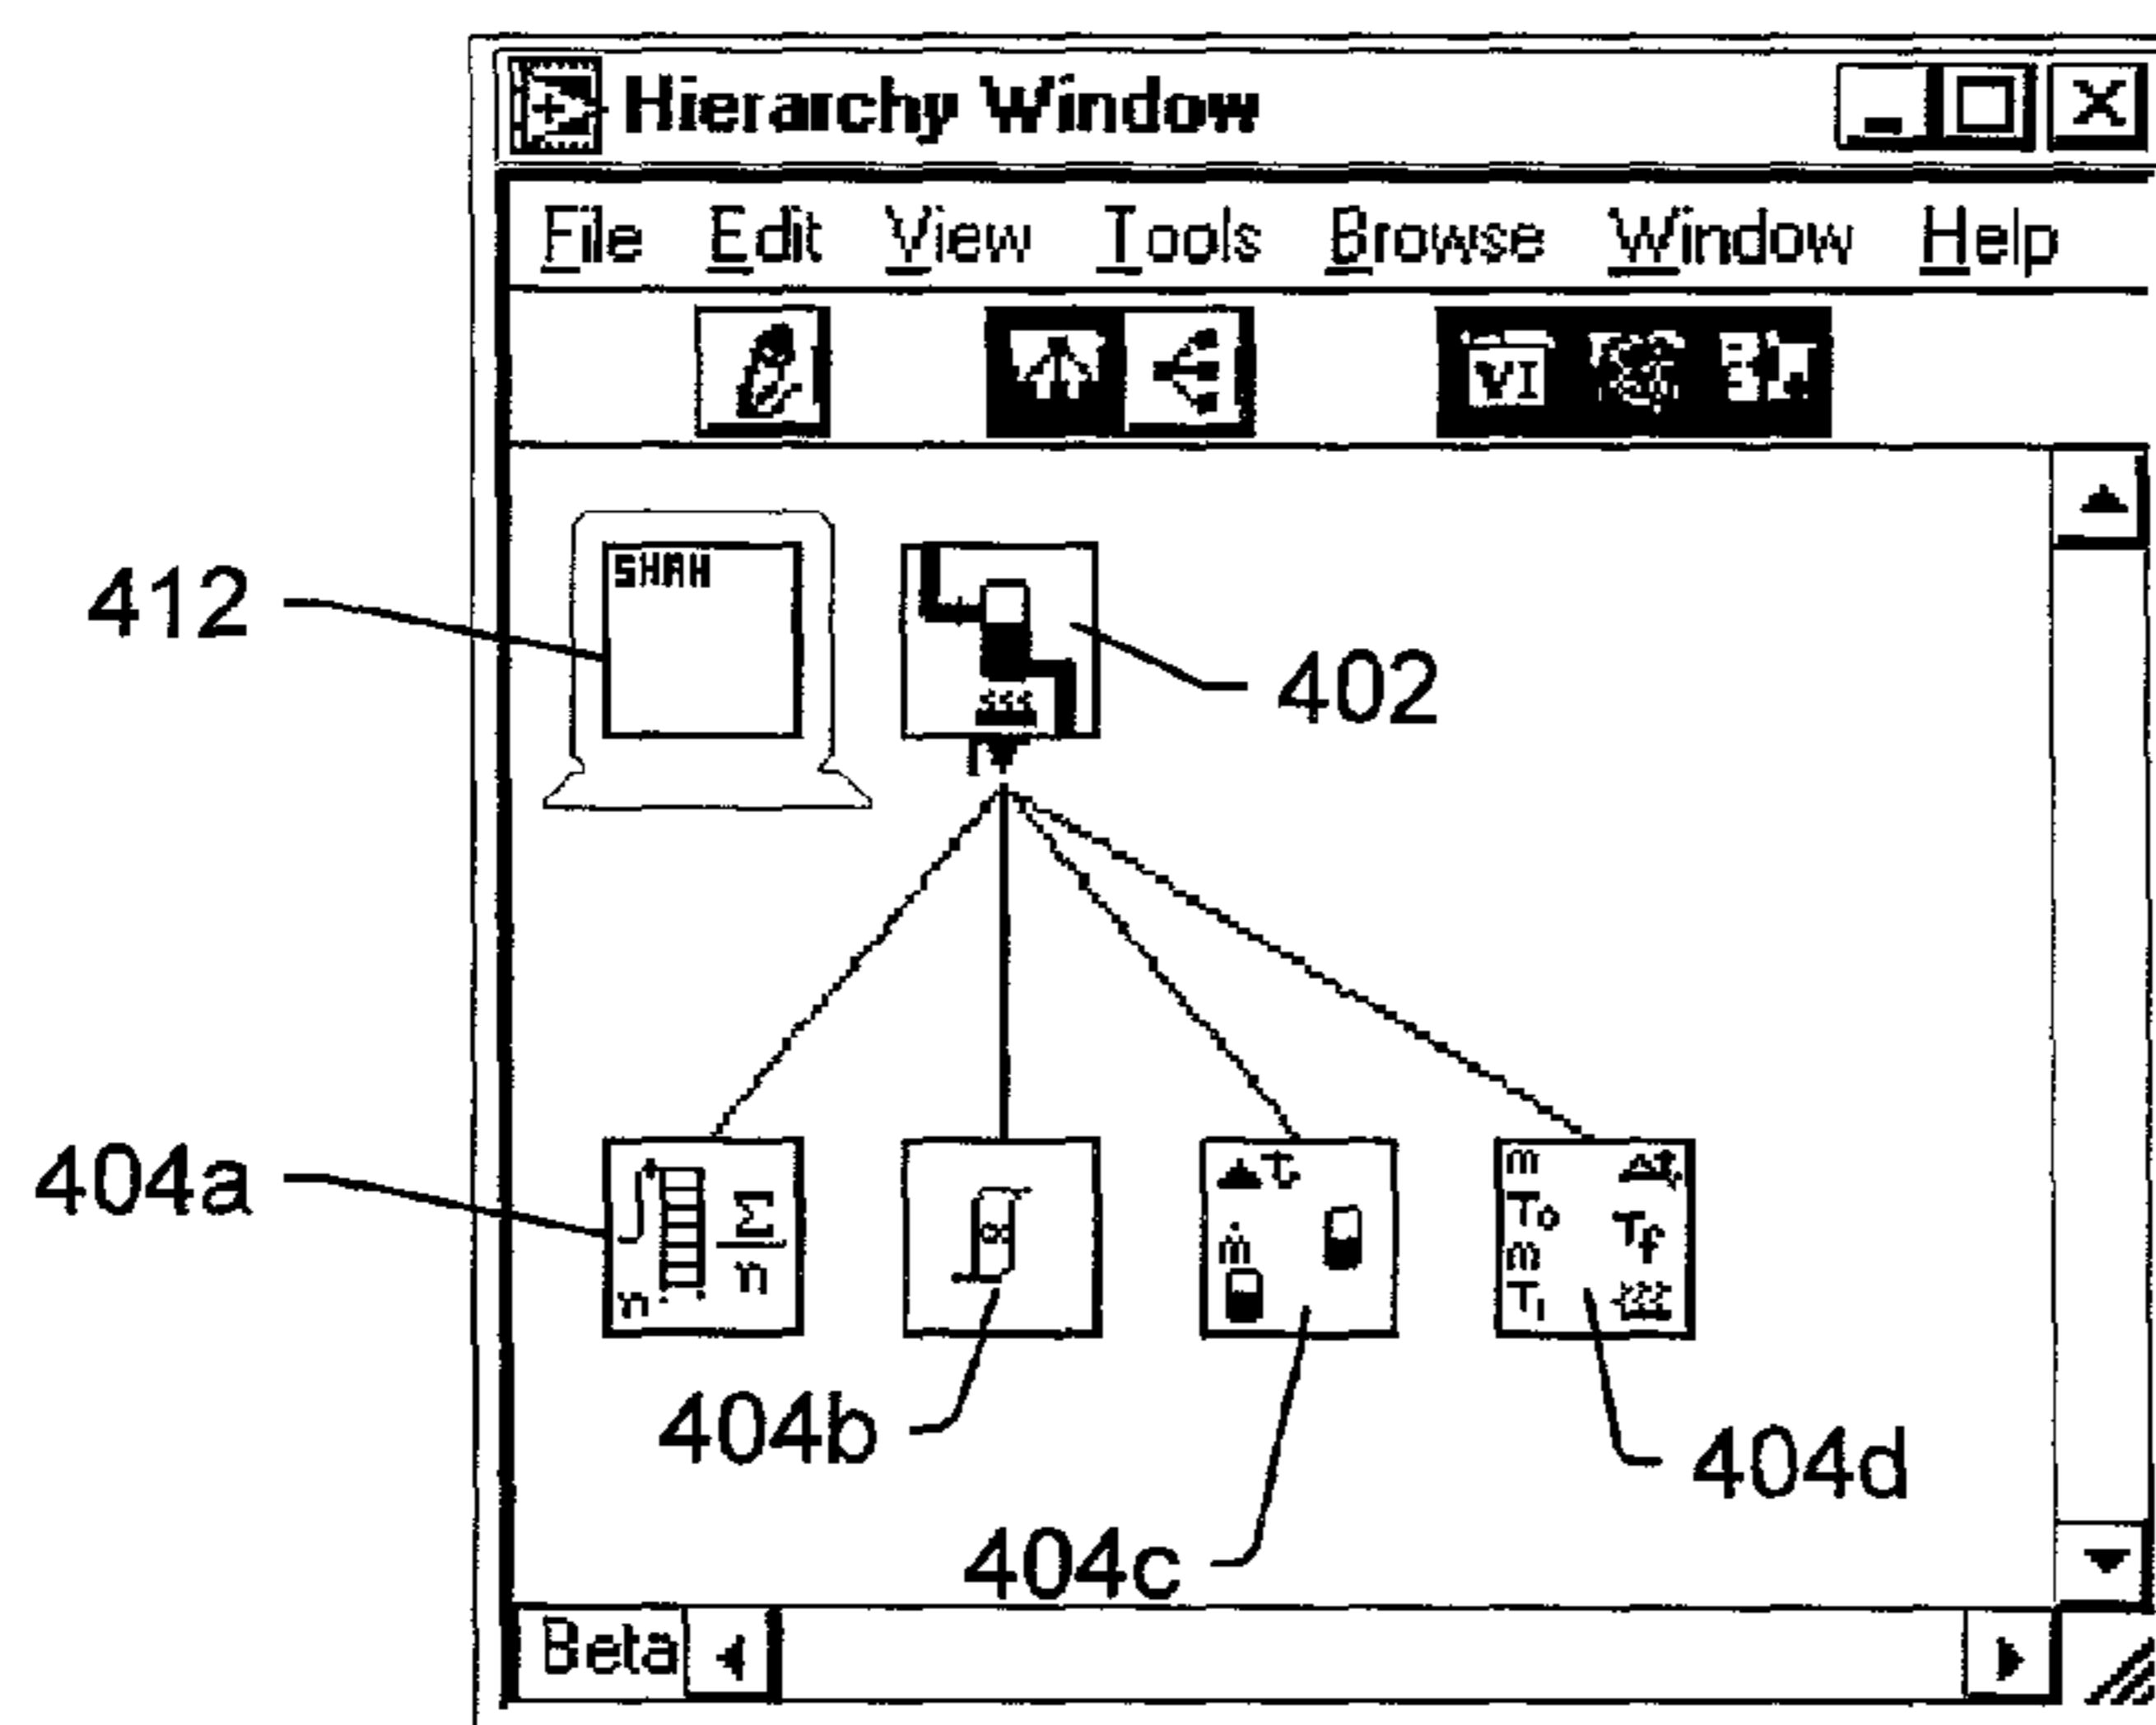 Hierarchy Window
File Edit View Tools Browse Window Help
VI
SHAH
412
402
404a
Σ
n
n
t
m
m
To
m
Ti
Δt
Tf
404b
404d
404c
Beta